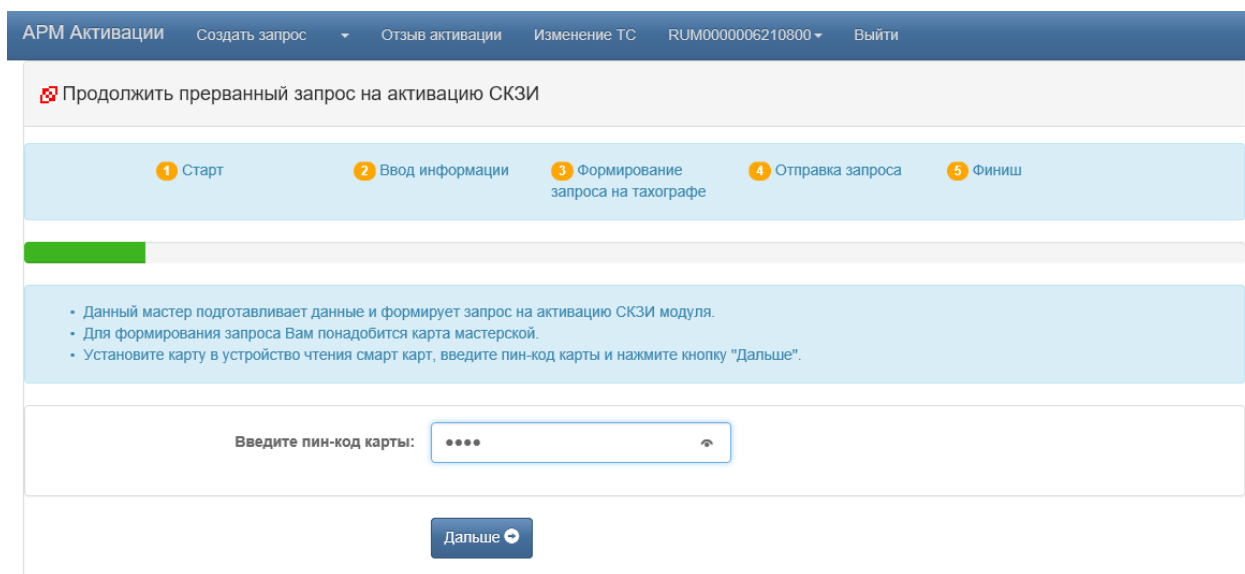 АРМ Активации Создать запрос Отзыв активации Изменение ТС RUM0000006210800 Выйти
Продолжить прерванный запрос на активацию СКЗИ
1 Старт 2 Ввод информации 3 Формирование 4 Отправка запроса 5 Финиш
запроса на тахографе
• Данный мастер подготавливает данные и формирует запрос на активацию СКЗИ модуля.
• Для формирования запроса Вам понадобится карта мастерской.
• Установите карту в устройство чтения смарт карт, введите пин-код карты и нажмите кнопку "Дальше".
Введите пин-код карты: ••••
Дальше